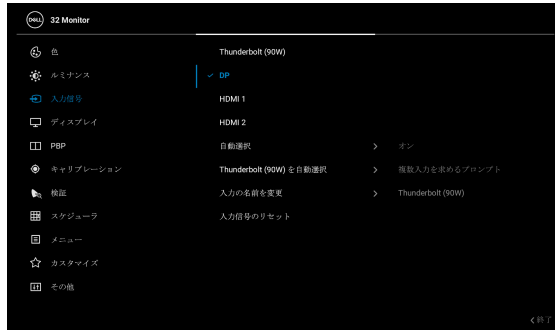 DELL 32 Monitor
色 Thunderbolt (90W)
ルミナンス DP
入力信号 HDMI 1
ディスプレイ HDMI 2
PBP 自動選択 オン
キャリブレーション Thunderbolt (90W) を自動選択 複数入力を求めるプロンプト
検証 入力の名前を変更 Thunderbolt (90W)
スケジューラ 入力信号のリセット
メニュー
カスタマイズ
その他
終了